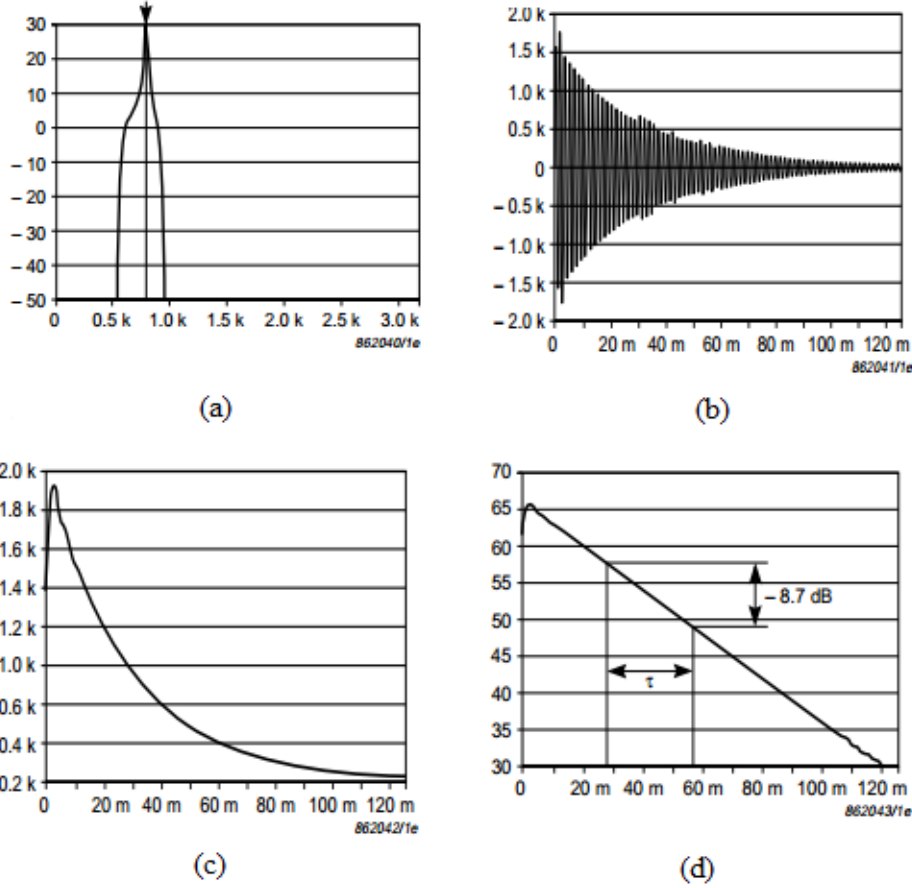 30
20
10
0
– 10
– 20
– 30
– 40
– 50
0 0.5 k 1.0 k 1.5 k 2.0 k 2.5 k 3.0 k
862040/1e
(a)
2.0 k
1.5 k
1.0 k
0.5 k
0
– 0.5 k
– 1.0 k
– 1.5 k
– 2.0 k
0 20 m 40 m 60 m 80 m 100 m 120 m
862041/1e
(b)
2.0 k
1.8 k
1.6 k
1.4 k
1.2 k
1.0 k
0.8 k
0.6 k
0.4 k
0.2 k
0 20 m 40 m 60 m 80 m 100 m 120 m
862042/1e
(c)
70
65
60
55
50
45
40
35
30
– 8.7 dB
τ
0 20 m 40 m 60 m 80 m 100 m 120 m
862043/1e
(d)